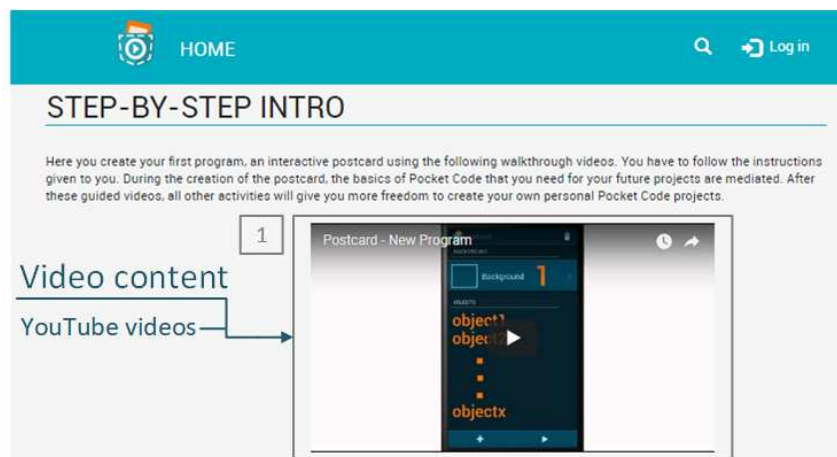 HOME
Log in
STEP-BY-STEP INTRO
Here you create your first program, an interactive postcard using the following walkthrough videos. You have to follow the instructions
given to you. During the creation of the postcard, the basics of Pocket Code that you need for your future projects are mediated. After
these guided videos, all other activities will give you more freedom to create your own personal Pocket Code projects.
1
Postcard - New Program
Background
1
object1
object2
objectx
Video content
YouTube videos